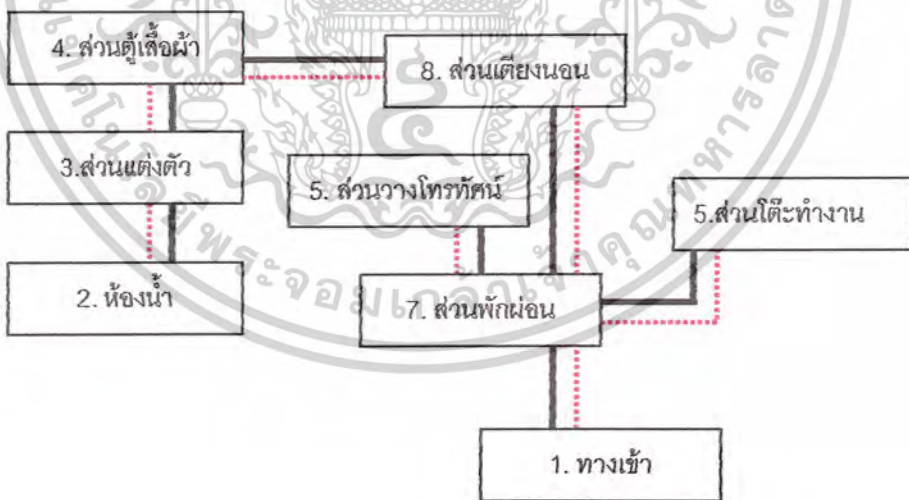 4. ส่วนตู้เสื้อผ้า
8. ส่วนเตียงนอน
3.ส่วนแต่งตัว
5. ส่วนวางโทรทัศน์
5.ส่วนโต๊ะทำงาน
2. ห้องน้ำ
7. ส่วนพักผ่อน
1. ทางเข้า